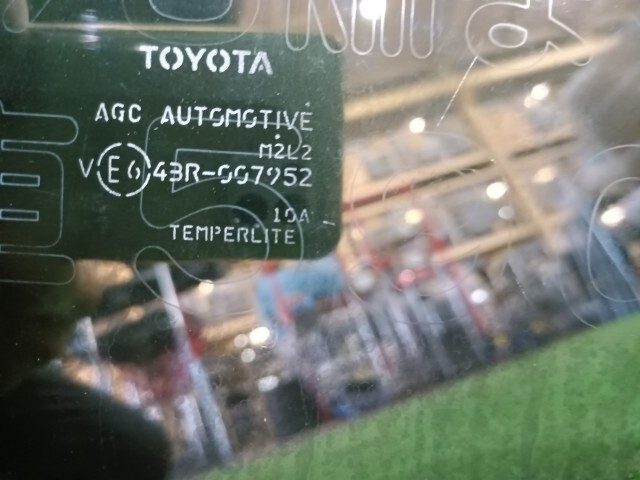 TOYOTA
AGC AUTOMOTIVE
M2L2
V E6 43R-007952
10A
TEMPERLITE